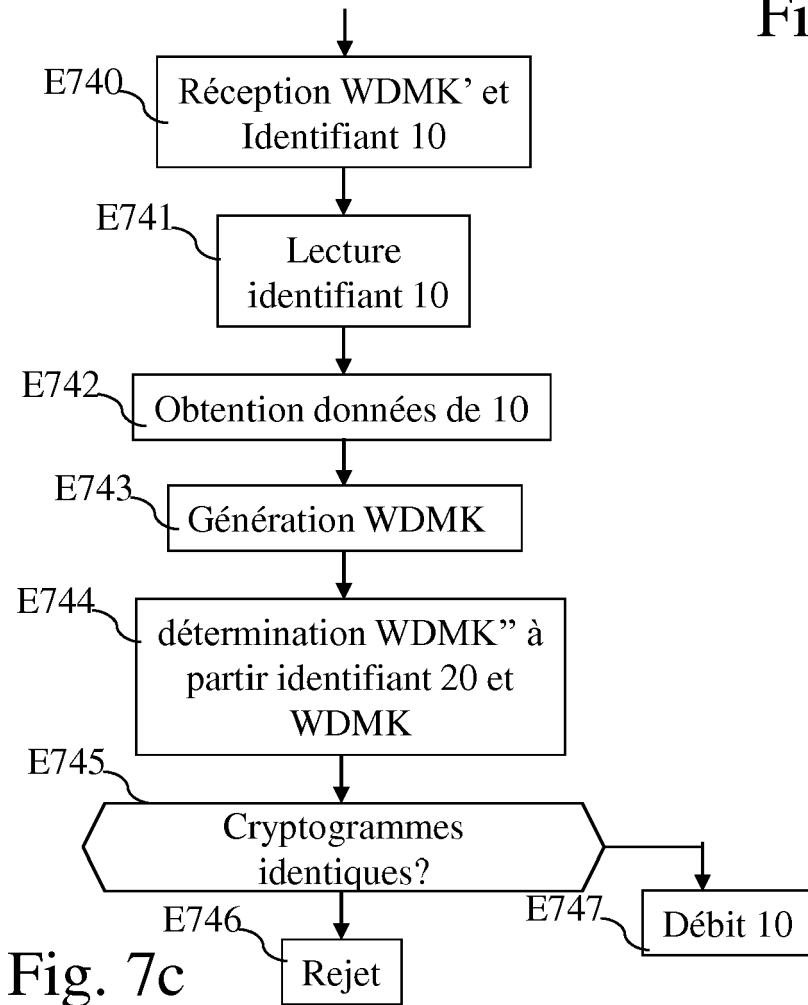 Fi
E740
Réception WDMK’ et
Identifiant 10
E741
Lecture
identifiant 10
E742
Obtention données de 10
E743
Génération WDMK
E744
détermination WDMK” à
partir identifiant 20 et
WDMK
E745
Cryptogrammes
identiques?
E746
Rejet
E747
Débit 10
Fig. 7c